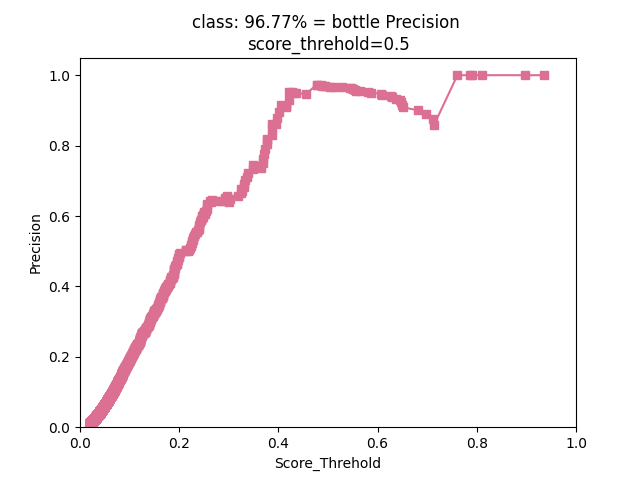 class: 96.77% = bottle Precision
score_threhold=0.5
1.0
0.8
0.6
0.4
0.2
0.0
Precision
0.0 0.2 0.4 0.6 0.8 1.0
Score_Threhold